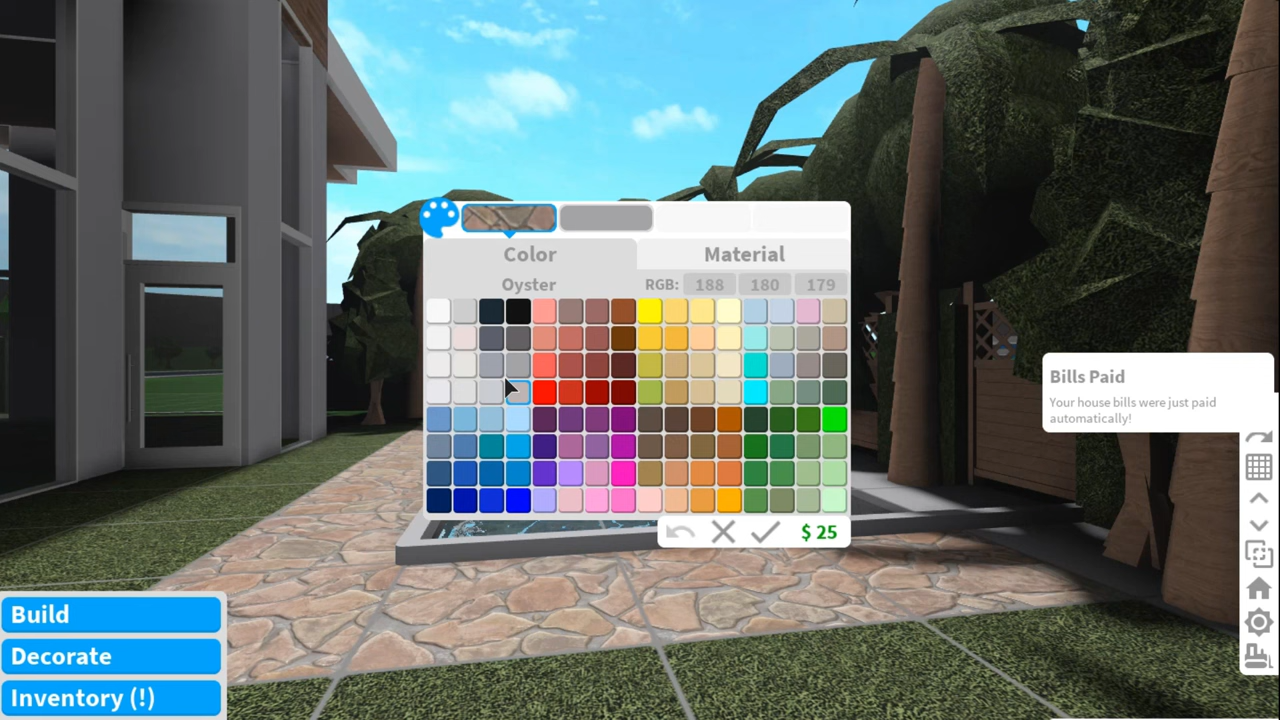 Color
Material
Oyster
RGB: 188 180 179
Bills Paid
Your house bills were just paid
automatically!
$ 25
Build
Decorate
Inventory (!)